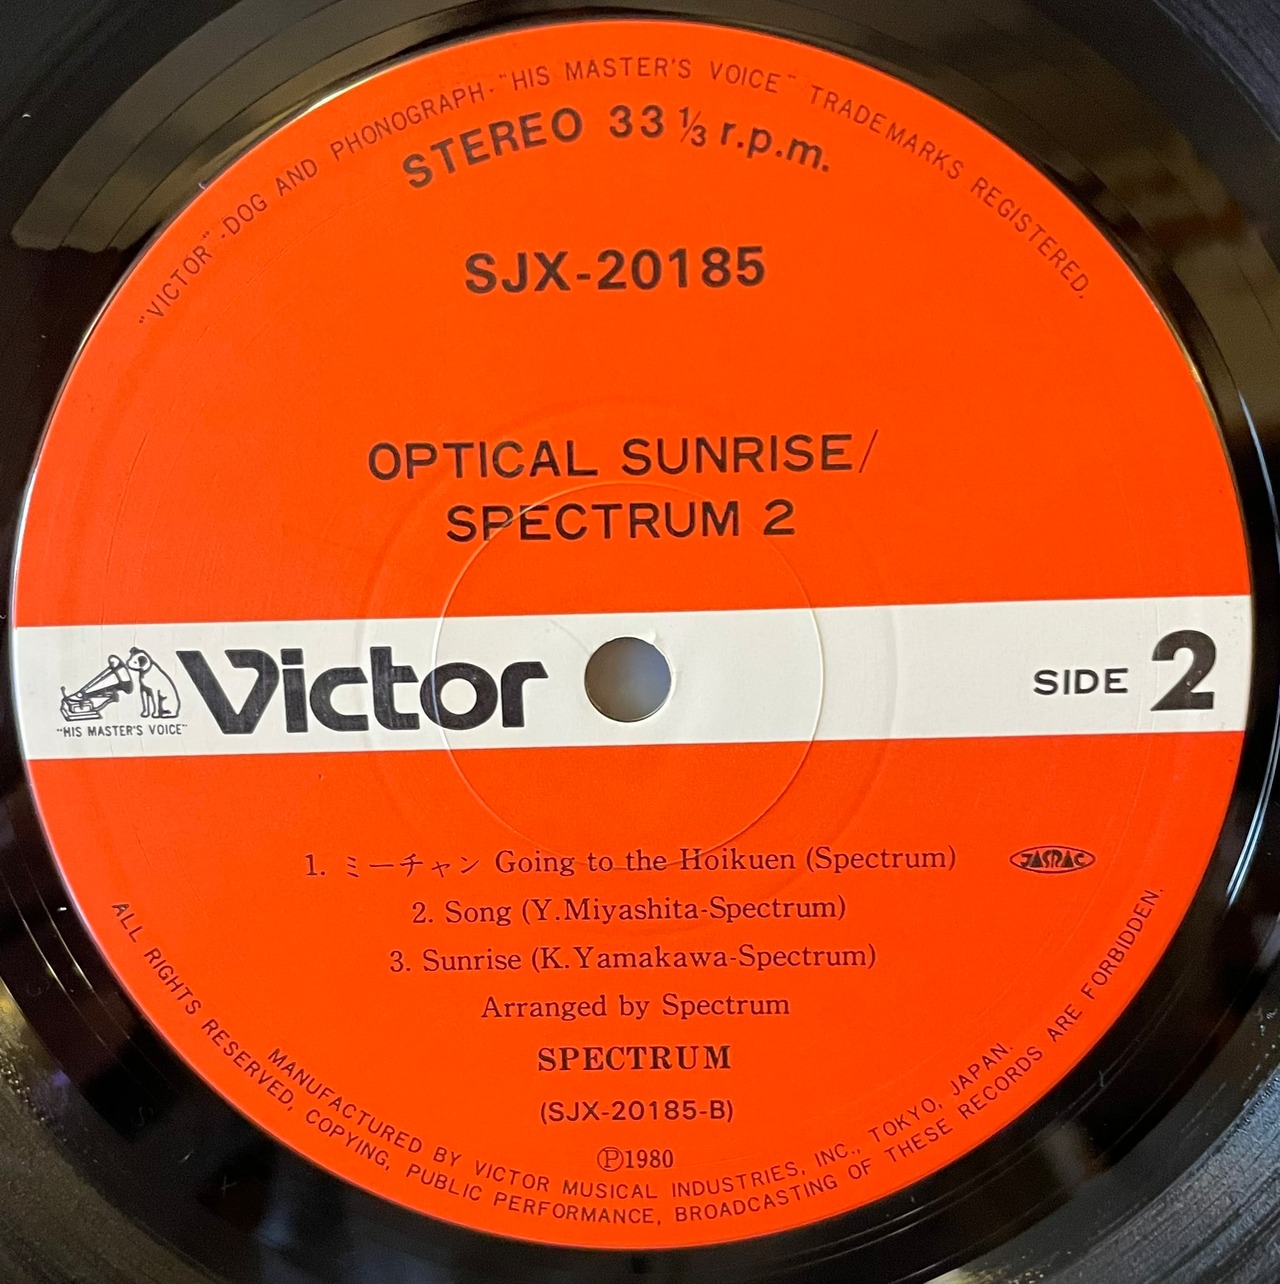 "VICTOR"·DOG AND PHONOGRAPH·"HIS MASTER'S VOICE" TRADEMARKS REGISTERED.
STEREO 33 1/3 r.p.m.
SJX-20185
OPTICAL SUNRISE/
SPECTRUM 2
"HIS MASTER'S VOICE"
Victor
SIDE 2
1. ミーチャン Going to the Hoikuen (Spectrum)
JASRAC
2. Song (Y.Miyashita-Spectrum)
3. Sunrise (K.Yamakawa-Spectrum)
Arranged by Spectrum
SPECTRUM
(SJX-20185-B)
Ⓟ1980
MANUFACTURED BY VICTOR MUSICAL INDUSTRIES, INC., TOKYO, JAPAN.
ALL RIGHTS RESERVED, COPYING, PUBLIC PERFORMANCE, BROADCASTING OF THESE RECORDS ARE FORBIDDEN.